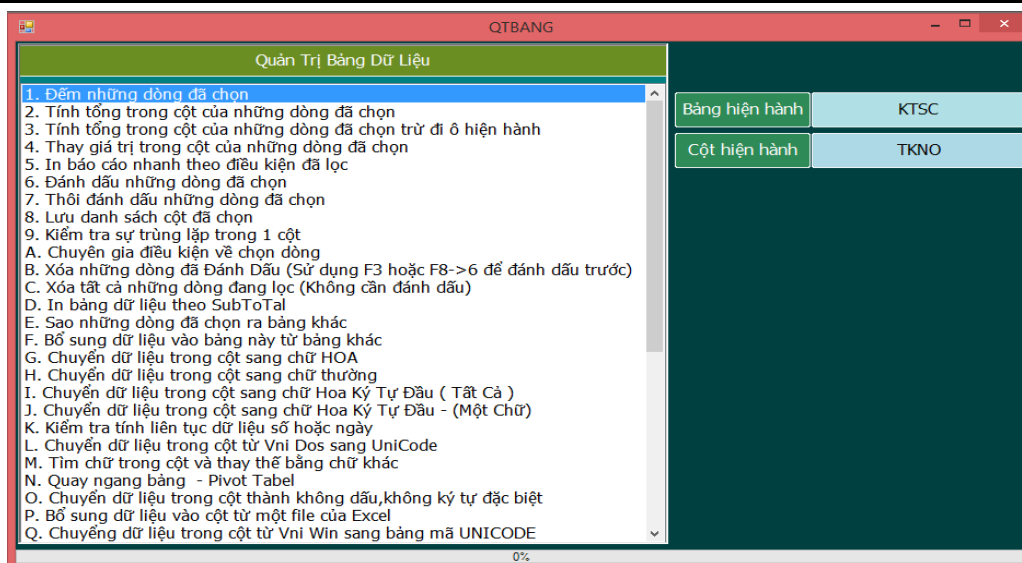 QTBANG
Quản Trị Bảng Dữ Liệu
1. Đếm những dòng đã chọn
2. Tính tổng trong cột của những dòng đã chọn
3. Tính tổng trong cột của những dòng đã chọn trừ đi ô hiện hành
4. Thay giá trị trong cột của những dòng đã chọn
5. In báo cáo nhanh theo điều kiện đã lọc
6. Đánh dấu những dòng đã chọn
7. Thôi đánh dấu những dòng đã chọn
8. Lưu danh sách cột đã chọn
9. Kiểm tra sự trùng lặp trong 1 cột
A. Chuyên gia điều kiện về chọn dòng
B. Xóa những dòng đã Đánh Dấu (Sử dụng F3 hoặc F8->6 để đánh dấu trước)
C. Xóa tất cả những dòng đang lọc (Không cần đánh dấu)
D. In bảng dữ liệu theo SubToTal
E. Sao những dòng đã chọn ra bảng khác
F. Bổ sung dữ liệu vào bảng này từ bảng khác
G. Chuyển dữ liệu trong cột sang chữ HOA
H. Chuyển dữ liệu trong cột sang chữ thường
I. Chuyển dữ liệu trong cột sang chữ Hoa Ký Tự Đầu ( Tất Cả )
J. Chuyển dữ liệu trong cột sang chữ Hoa Ký Tự Đầu - (Một Chữ)
K. Kiểm tra tính liên tục dữ liệu số hoặc ngày
L. Chuyển dữ liệu trong cột từ Vni Dos sang UniCode
M. Tìm chữ trong cột và thay thế bằng chữ khác
N. Quay ngang bảng  - Pivot Tabel
O. Chuyển dữ liệu trong cột thành không dấu,không ký tự đặc biệt
P. Bổ sung dữ liệu vào cột từ một file của Excel
Q. Chuyểng dữ liệu trong cột từ Vni Win sang bảng mã UNICODE
Bảng hiện hành KTSC
Cột hiện hành TKNO
0%